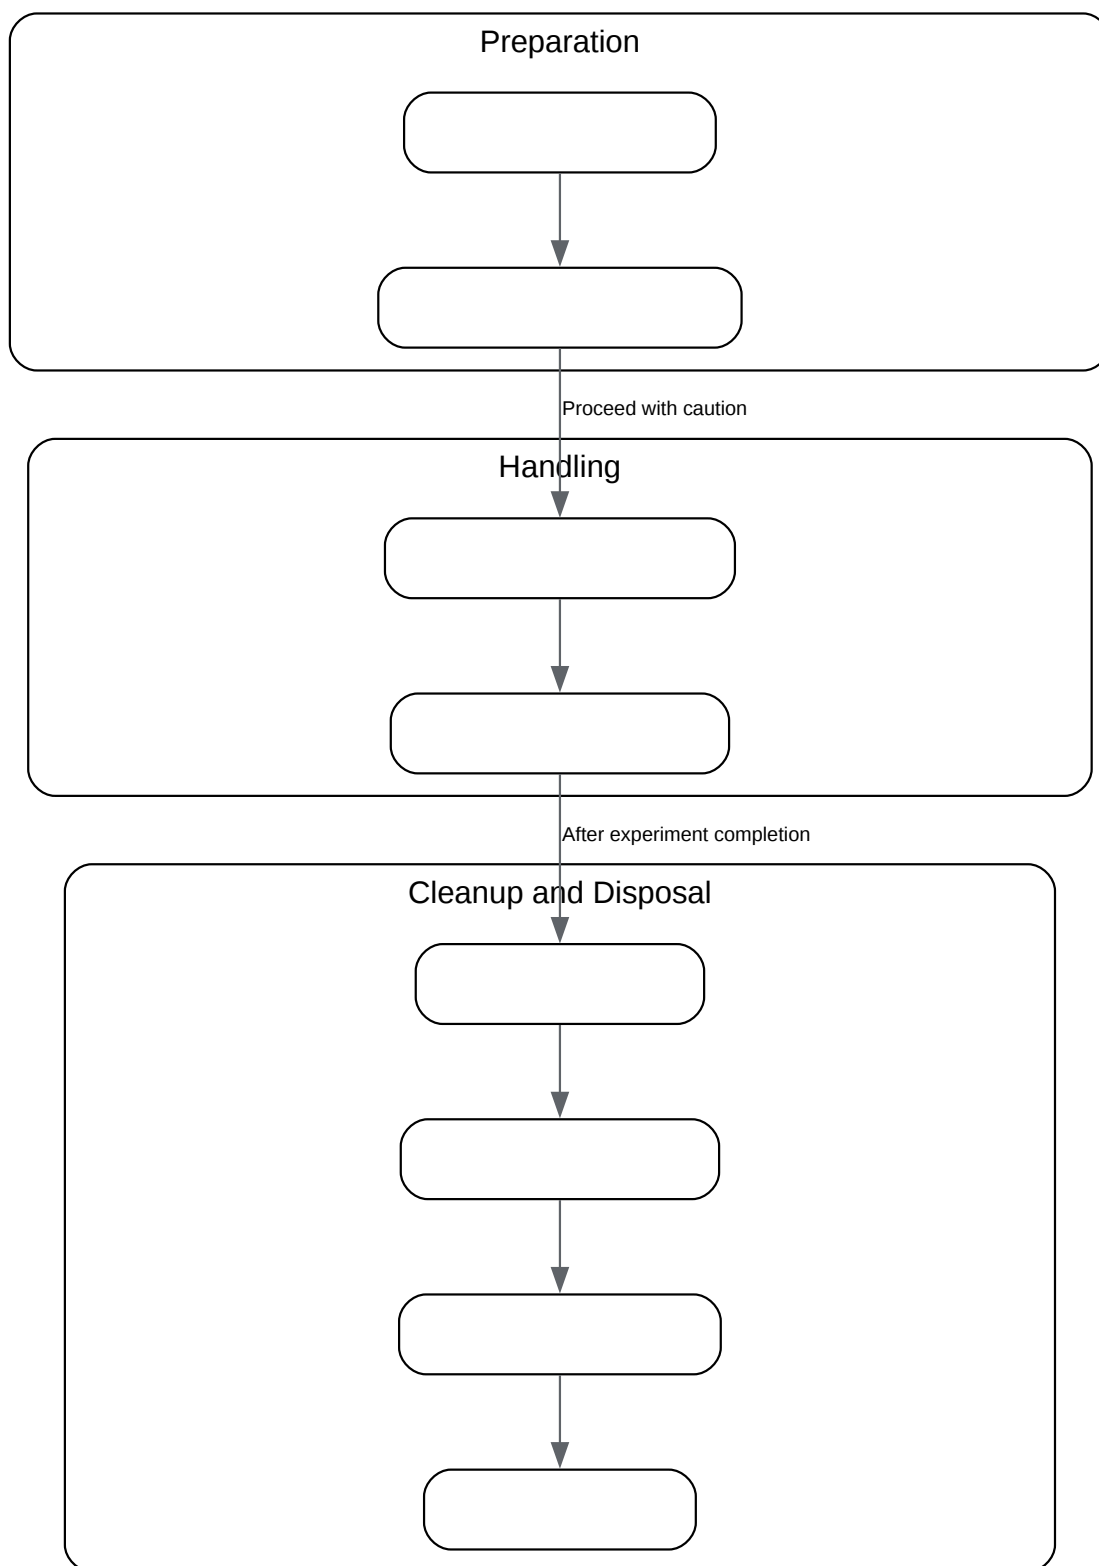 Preparation
Proceed with caution
Handling
After experiment completion
Cleanup and Disposal